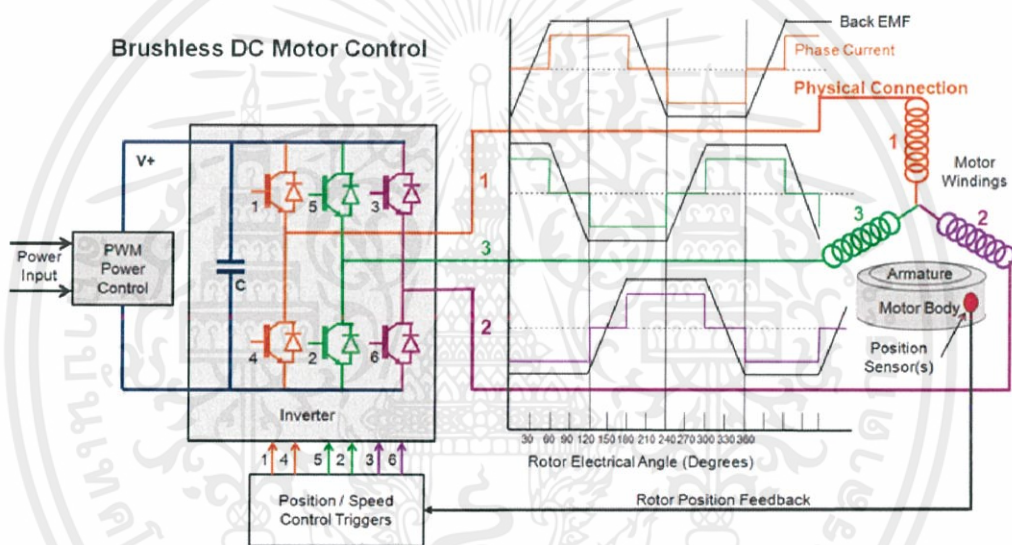 Brushless DC Motor Control
Back EMF
Phase Current
Physical Connection
V+
1
5
3
1
1
Motor
Windings
3
2
Power
Input
PWM
Power
Control
C
3
Armature
Motor Body
4
2
6
2
Position
Sensor(s)
Inverter
30 60 90 120 150 180 210 240 270 300 330 360
Rotor Electrical Angle (Degrees)
1 4 5 2 3 6
Position / Speed
Control Triggers
Rotor Position Feedback